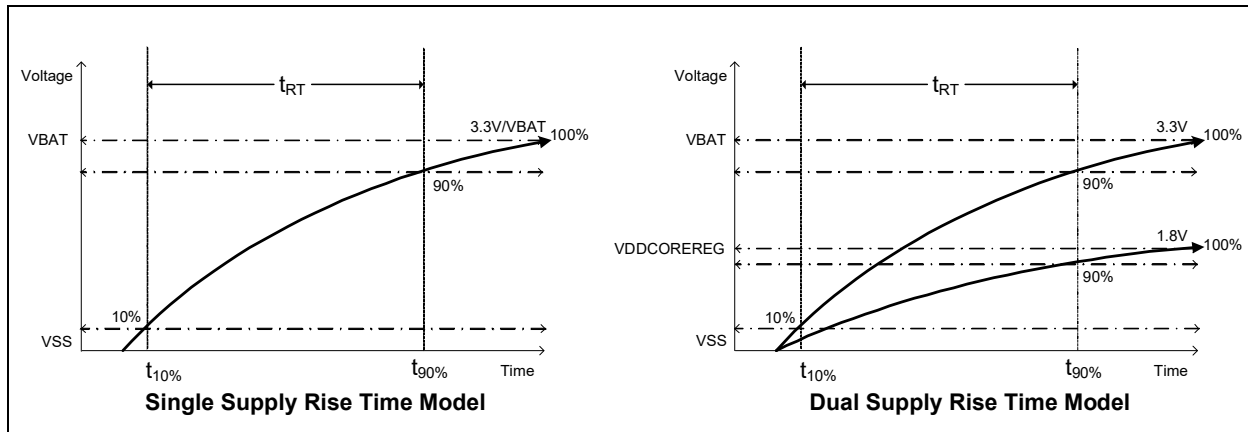 Voltage
tRT
VBAT
3.3V/VBAT
100%
90%
10%
VSS
t10%
t90%
Time
Single Supply Rise Time Model
Voltage
tRT
VBAT
3.3V
100%
90%
VDDCOREREG
1.8V
100%
90%
10%
VSS
t10%
t90%
Time
Dual Supply Rise Time Model